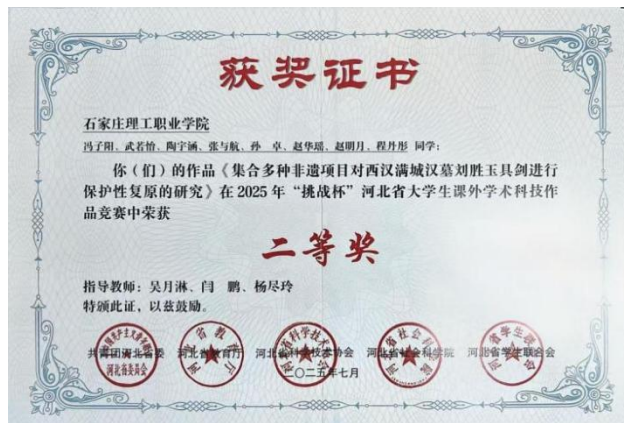 获奖证书
石家庄理工职业学院
冯子阳、武若怡、陶宇涵、张与航、孙　卓、赵华瑶、赵明月、程丹彤 同学：
你（们）的作品《集合多种非遗项目对西汉满城汉墓刘胜玉具剑进行
保护性复原的研究》在 2025 年“挑战杯”河北省大学生课外学术科技作
品竞赛中荣获
二等奖
指导教师：吴月淋、闫　鹏、杨尽玲
特颁此证，以兹鼓励。
共青团河北省委　河北省教育厅　河北省科学技术协会　河北省社会科学院　河北省学生联合会
二〇二五年七月